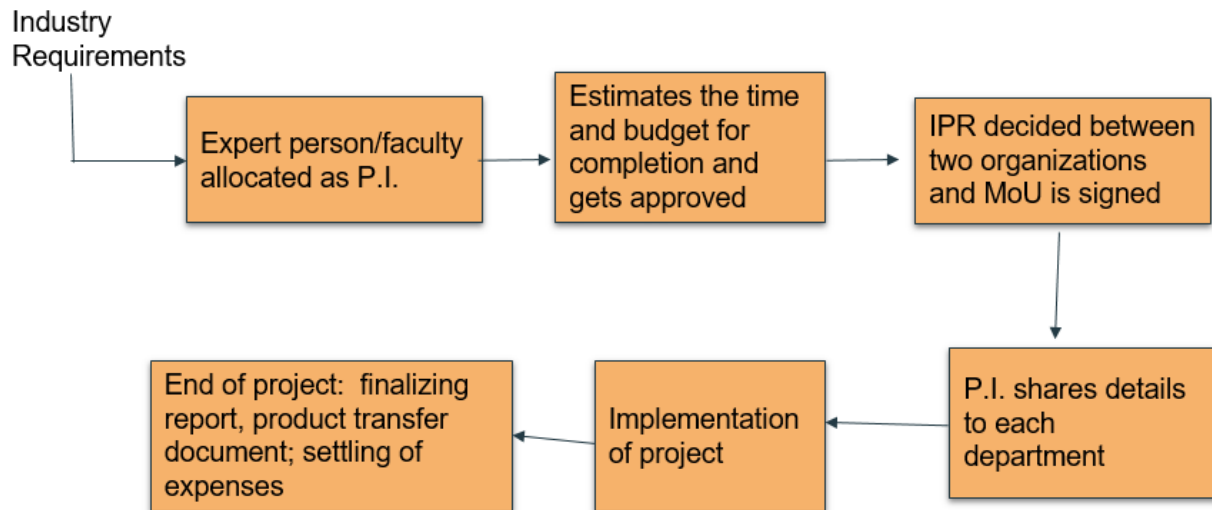 Industry
Requirements
Expert person/faculty
allocated as P.I.
Estimates the time
and budget for
completion and
gets approved
IPR decided between
two organizations
and MoU is signed
P.I. shares details
to each
department
Implementation
of project
End of project:  finalizing
report, product transfer
document; settling of
expenses